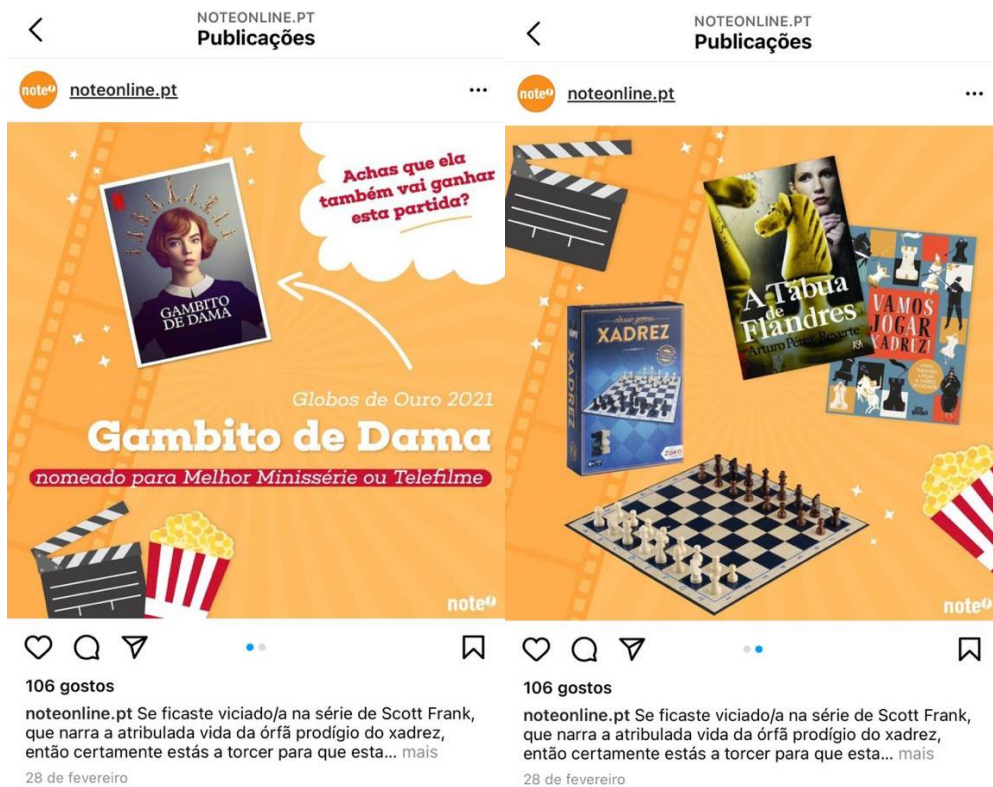 NOTEONLINE.PT
Publicações
note
noteonline.pt
Achas que ela
também vai ganhar
esta partida?
N
GAMBITO
DE DAMA
Globos de Ouro 2021
Gambito de Dama
nomeado para Melhor Minissérie ou Telefilme
note
106 gostos
noteonline.pt Se ficaste viciado/a na série de Scott Frank,
que narra a atribulada vida da órfã prodígio do xadrez,
então certamente estás a torcer para que esta... mais
28 de fevereiro
NOTEONLINE.PT
Publicações
note
noteonline.pt
A Tábua
de
Flandres
Arturo Pérez-Reverte
VAMOS
JOGAR
XADREZ!
XADREZ
XADREZ
note
106 gostos
noteonline.pt Se ficaste viciado/a na série de Scott Frank,
que narra a atribulada vida da órfã prodígio do xadrez,
então certamente estás a torcer para que esta... mais
28 de fevereiro